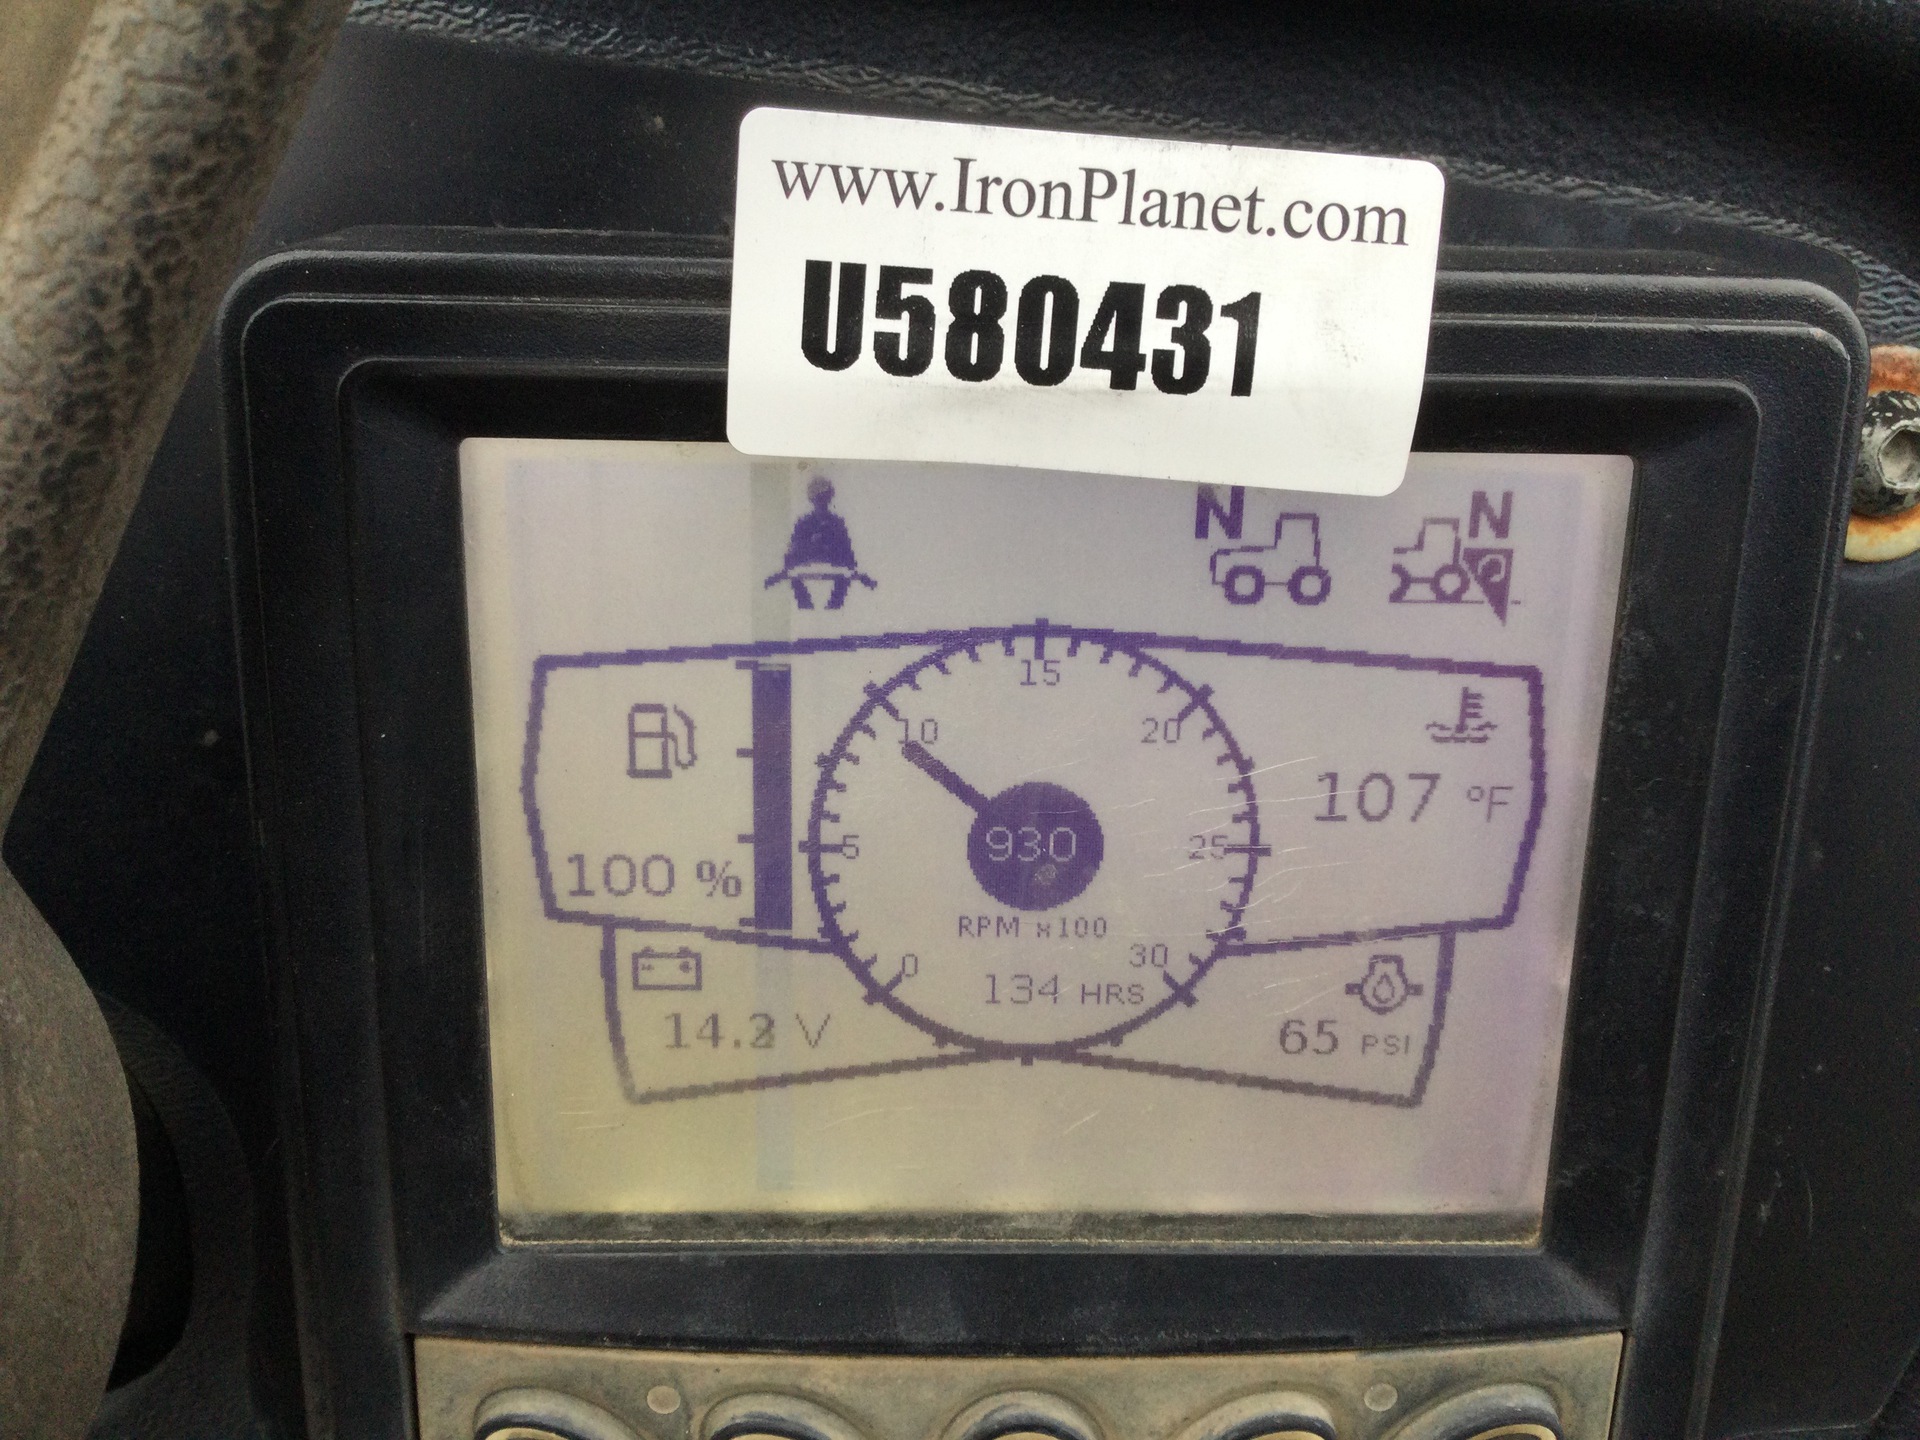 www.IronPlanet.com
U580431
N N
15
10 20
107 °F
930
5 25
100 %
RPM x100
0 30
134 HRS
14.2 V
65 PSI